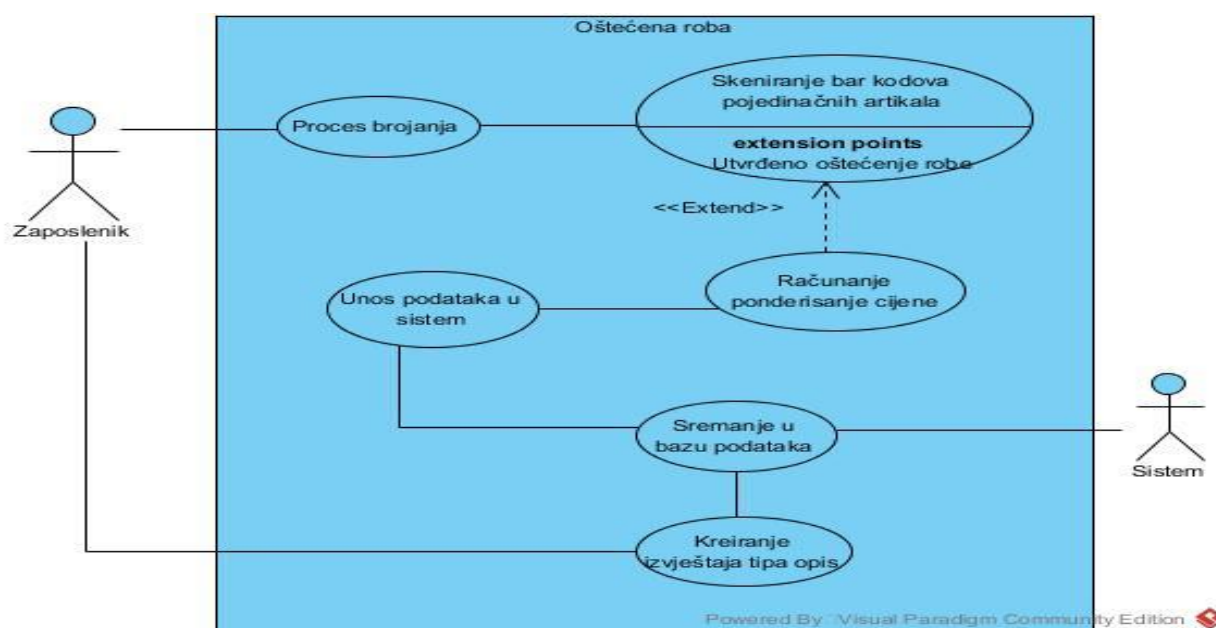 Oštećena roba
Skeniranje bar kodova
pojedinačnih artikala
extension points
Utvrđeno oštećenje robe
Proces brojanja
Zaposlenik
<<Extend>>
Računanje
ponderisanje cijene
Unos podataka u
sistem
Sremanje u
bazu podataka
Sistem
Kreiranje
izvještaja tipa opis
Powered By Visual Paradigm Community Edition